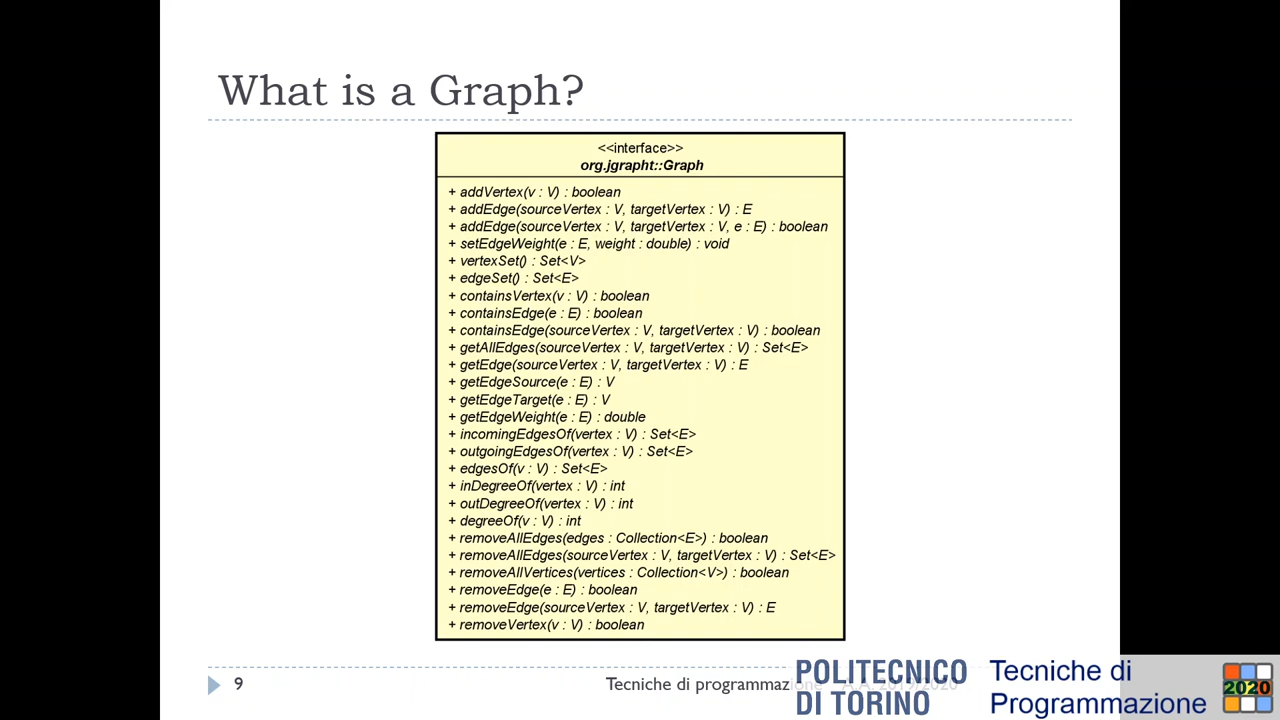 What is a Graph?
<<interface>>
org.jgrapht::Graph
+ addVertex(v : V) : boolean
+ addEdge(sourceVertex : V, targetVertex : V) : E
+ addEdge(sourceVertex : V, targetVertex : V, e : E) : boolean
+ setEdgeWeight(e : E, weight : double) : void
+ vertexSet() : Set<V>
+ edgeSet() : Set<E>
+ containsVertex(v : V) : boolean
+ containsEdge(e : E) : boolean
+ containsEdge(sourceVertex : V, targetVertex : V) : boolean
+ getAllEdges(sourceVertex : V, targetVertex : V) : Set<E>
+ getEdge(sourceVertex : V, targetVertex : V) : E
+ getEdgeSource(e : E) : V
+ getEdgeTarget(e : E) : V
+ getEdgeWeight(e : E) : double
+ incomingEdgesOf(vertex : V) : Set<E>
+ outgoingEdgesOf(vertex : V) : Set<E>
+ edgesOf(v : V) : Set<E>
+ inDegreeOf(vertex : V) : int
+ outDegreeOf(vertex : V) : int
+ degreeOf(v : V) : int
+ removeAllEdges(edges : Collection<E>) : boolean
+ removeAllEdges(sourceVertex : V, targetVertex : V) : Set<E>
+ removeAllVertices(vertices : Collection<V>) : boolean
+ removeEdge(e : E) : boolean
+ removeEdge(sourceVertex : V, targetVertex : V) : E
+ removeVertex(v : V) : boolean
9
Tecniche di programmazione A.A. 2019/2020
POLITECNICO
DI TORINO
Tecniche di
Programmazione
2020